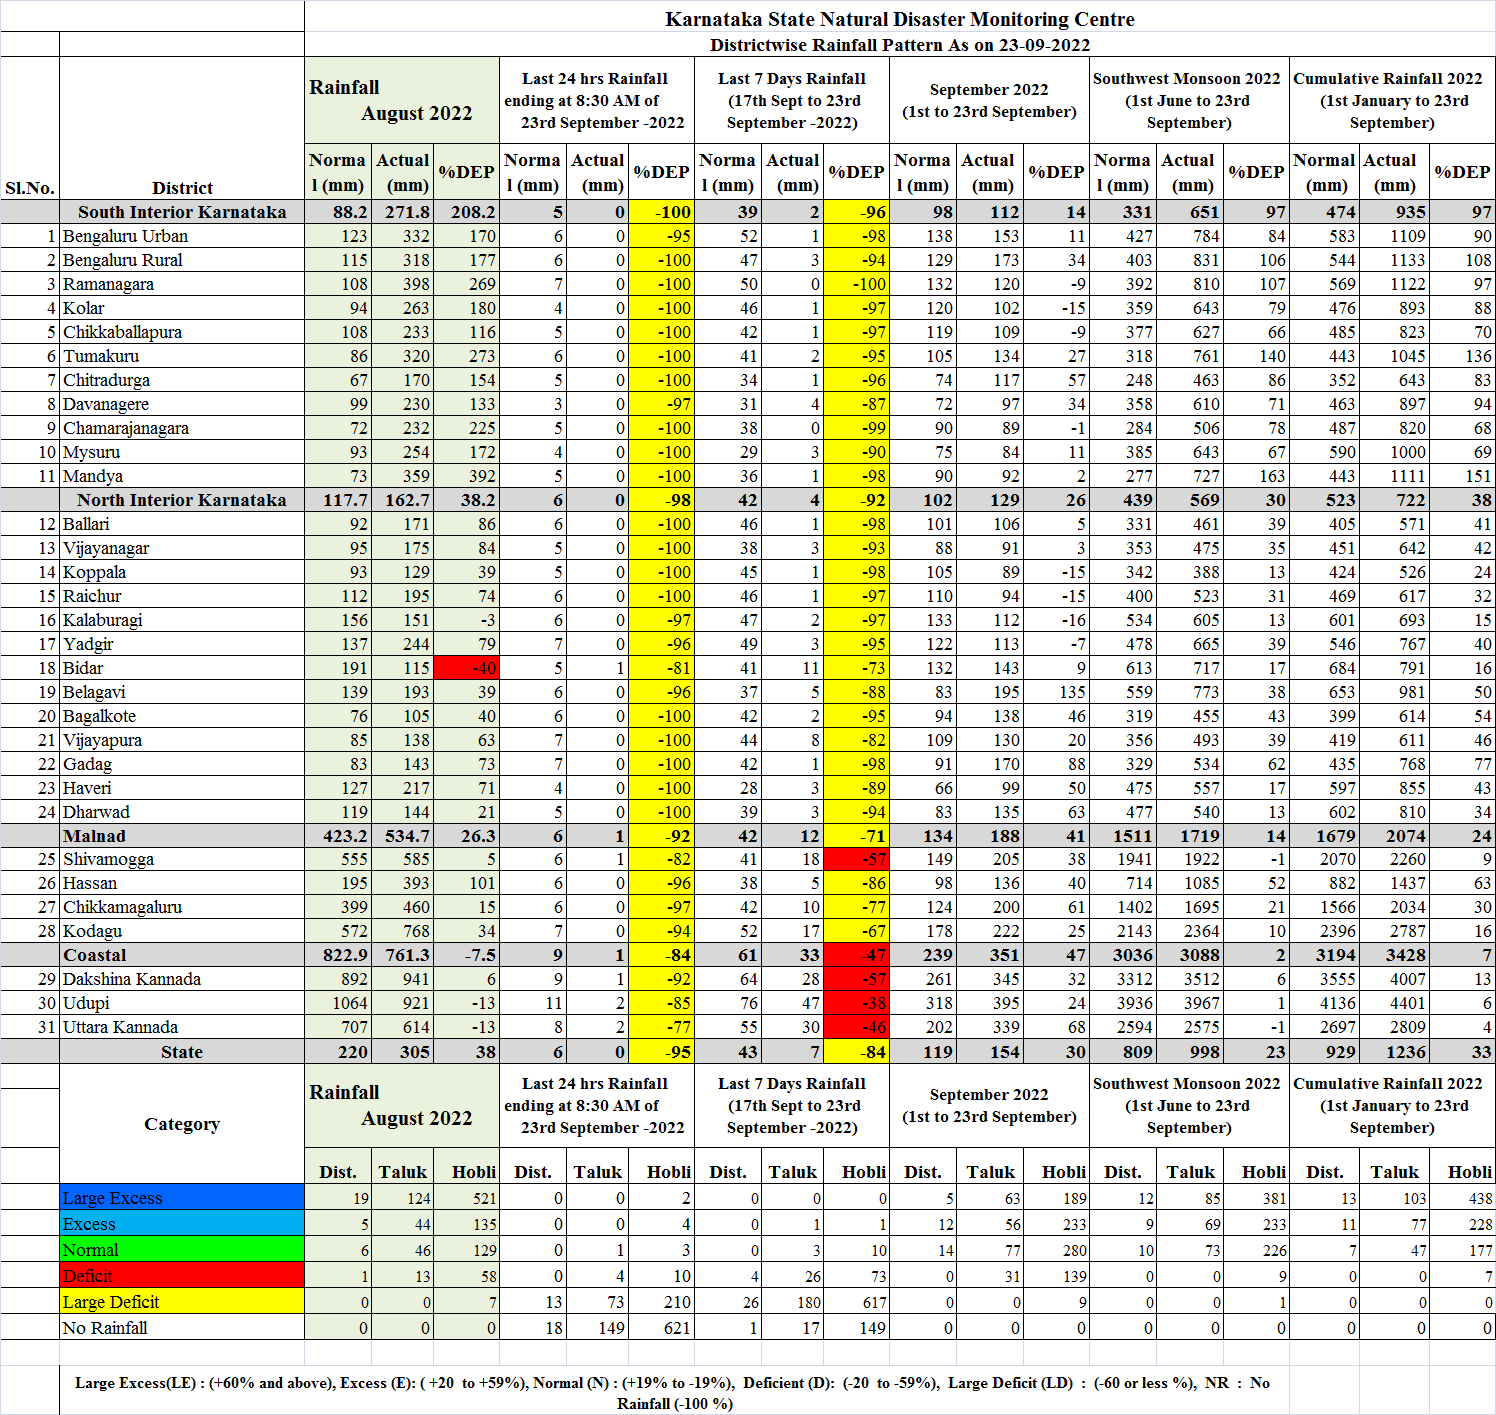 Karnataka State Natural Disaster Monitoring Centre
Districtwise Rainfall Pattern As on 23-09-2022
Sl.No. District Rainfall August 2022 Last 24 hrs Rainfall ending at 8:30 AM of 23rd September -2022 Last 7 Days Rainfall (17th Sept to 23rd September -2022) September 2022 (1st to 23rd September) Southwest Monsoon 2022 (1st June to 23rd September) Cumulative Rainfall 2022 (1st January to 23rd September)
Normal (mm) Actual (mm) %DEP Normal (mm) Actual (mm) %DEP Normal (mm) Actual (mm) %DEP Normal (mm) Actual (mm) %DEP Normal (mm) Actual (mm) %DEP Normal (mm) Actual (mm) %DEP
South Interior Karnataka 88.2 271.8 208.2 5 0 -100 39 2 -96 98 112 14 331 651 97 474 935 97
1 Bengaluru Urban 123 332 170 6 0 -95 52 1 -98 138 153 11 427 784 84 583 1109 90
2 Bengaluru Rural 115 318 177 6 0 -100 47 3 -94 129 173 34 403 831 106 544 1133 108
3 Ramanagara 108 398 269 7 0 -100 50 0 -100 132 120 -9 392 810 107 569 1122 97
4 Kolar 94 263 180 4 0 -100 46 1 -97 120 102 -15 359 643 79 476 893 88
5 Chikkaballapura 108 233 116 5 0 -100 42 1 -97 119 109 -9 377 627 66 485 823 70
6 Tumakuru 86 320 273 6 0 -100 41 2 -95 105 134 27 318 761 140 443 1045 136
7 Chitradurga 67 170 154 5 0 -100 34 1 -96 74 117 57 248 463 86 352 643 83
8 Davanagere 99 230 133 3 0 -97 31 4 -87 72 97 34 358 610 71 463 897 94
9 Chamarajanagara 72 232 225 5 0 -100 38 0 -99 90 89 -1 284 506 78 487 820 68
10 Mysuru 93 254 172 4 0 -100 29 3 -90 75 84 11 385 643 67 590 1000 69
11 Mandya 73 359 392 5 0 -100 36 1 -98 90 92 2 277 727 163 443 1111 151
North Interior Karnataka 117.7 162.7 38.2 6 0 -98 42 4 -92 102 129 26 439 569 30 523 722 38
12 Ballari 92 171 86 6 0 -100 46 1 -98 101 106 5 331 461 39 405 571 41
13 Vijayanagar 95 175 84 5 0 -100 38 3 -93 88 91 3 353 475 35 451 642 42
14 Koppala 93 129 39 5 0 -100 45 1 -98 105 89 -15 342 388 13 424 526 24
15 Raichur 112 195 74 6 0 -100 46 1 -97 110 94 -15 400 523 31 469 617 32
16 Kalaburagi 156 151 -3 6 0 -97 47 2 -97 133 112 -16 534 605 13 601 693 15
17 Yadgir 137 244 79 7 0 -96 49 3 -95 122 113 -7 478 665 39 546 767 40
18 Bidar 191 115 -40 5 1 -81 41 11 -73 132 143 9 613 717 17 684 791 16
19 Belagavi 139 193 39 6 0 -96 37 5 -88 83 195 135 559 773 38 653 981 50
20 Bagalkote 76 105 40 6 0 -100 42 2 -95 94 138 46 319 455 43 399 614 54
21 Vijayapura 85 138 63 7 0 -100 44 8 -82 109 130 20 356 493 39 419 611 46
22 Gadag 83 143 73 7 0 -100 42 1 -98 91 170 88 329 534 62 435 768 77
23 Haveri 127 217 71 4 0 -100 28 3 -89 66 99 50 475 557 17 597 855 43
24 Dharwad 119 144 21 5 0 -100 39 3 -94 83 135 63 477 540 13 602 810 34
Malnad 423.2 534.7 26.3 6 1 -92 42 12 -71 134 188 41 1511 1719 14 1679 2074 24
25 Shivamogga 555 585 5 6 1 -82 41 18 -57 149 205 38 1941 1922 -1 2070 2260 9
26 Hassan 195 393 101 6 0 -96 38 5 -86 98 136 40 714 1085 52 882 1437 63
27 Chikkamagaluru 399 460 15 6 0 -97 42 10 -77 124 200 61 1402 1695 21 1566 2034 30
28 Kodagu 572 768 34 7 0 -94 52 17 -67 178 222 25 2143 2364 10 2396 2787 16
Coastal 822.9 761.3 -7.5 9 1 -84 61 33 -47 239 351 47 3036 3088 2 3194 3428 7
29 Dakshina Kannada 892 941 6 9 1 -92 64 28 -57 261 345 32 3312 3512 6 3555 4007 13
30 Udupi 1064 921 -13 11 2 -85 76 47 -38 318 395 24 3936 3967 1 4136 4401 6
31 Uttara Kannada 707 614 -13 8 2 -77 55 30 -46 202 339 68 2594 2575 -1 2697 2809 4
State 220 305 38 6 0 -95 43 7 -84 119 154 30 809 998 23 929 1236 33
Category Rainfall August 2022 Last 24 hrs Rainfall ending at 8:30 AM of 23rd September -2022 Last 7 Days Rainfall (17th Sept to 23rd September -2022) September 2022 (1st to 23rd September) Southwest Monsoon 2022 (1st June to 23rd September) Cumulative Rainfall 2022 (1st January to 23rd September)
Dist. Taluk Hobli Dist. Taluk Hobli Dist. Taluk Hobli Dist. Taluk Hobli Dist. Taluk Hobli Dist. Taluk Hobli
Large Excess 19 124 521 0 0 2 0 0 0 5 63 189 12 85 381 13 103 438
Excess 5 44 135 0 0 4 0 1 1 12 56 233 9 69 233 11 77 228
Normal 6 46 129 0 1 3 0 3 10 14 77 280 10 73 226 7 47 177
Deficit 1 13 58 0 4 10 4 26 73 0 31 139 0 0 9 0 0 7
Large Deficit 0 0 7 13 73 210 26 180 617 0 0 9 0 0 1 0 0 0
No Rainfall 0 0 0 18 149 621 1 17 149 0 0 0 0 0 0 0 0 0
Large Excess(LE) : (+60% and above), Excess (E): ( +20 to +59%), Normal (N) : (+19% to -19%), Deficient (D): (-20 to -59%), Large Deficit (LD) : (-60 or less %), NR : No
Rainfall (-100 %)